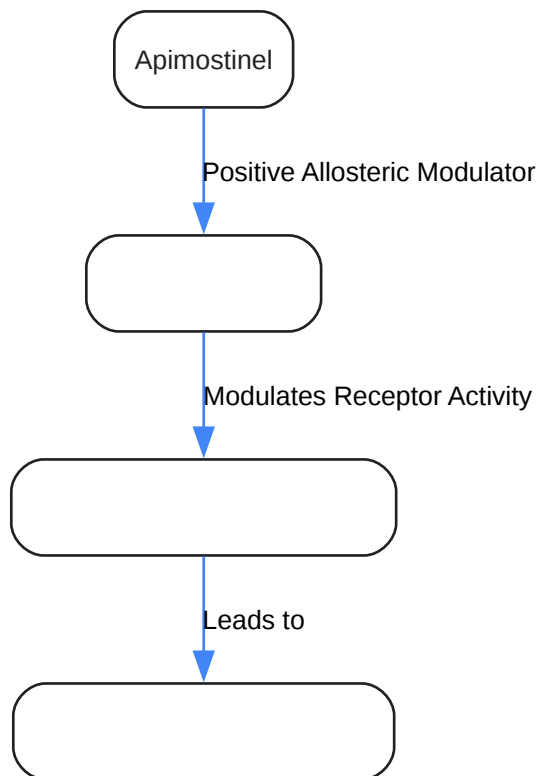 Apimostinel
Positive Allosteric Modulator
Modulates Receptor Activity
Leads to